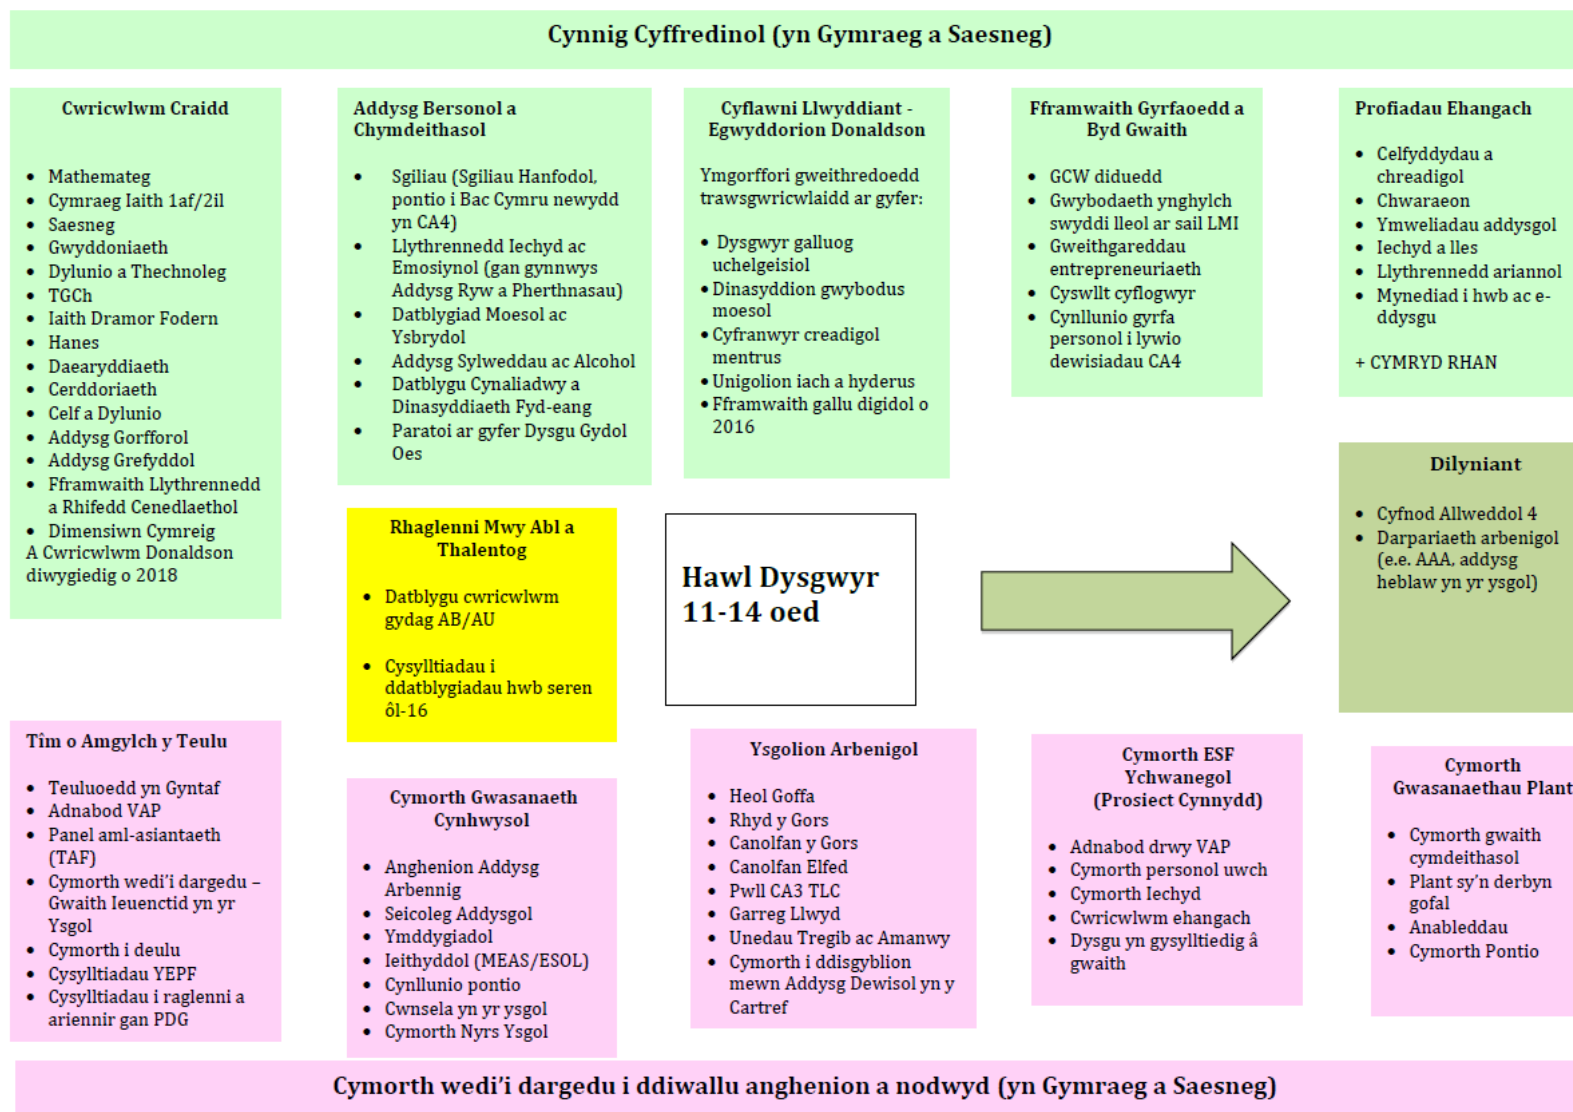 Cynnig Cyffredinol (yn Gymraeg a Saesneg)
Cwricwlwm Craidd
• Mathemateg
• Cymraeg Iaith 1af/2il
• Saesneg
• Gwyddoniaeth
• Dylunio a Thechnoleg
• TGCh
• Iaith Dramor Fodern
• Hanes
• Daearyddiaeth
• Cerddoriaeth
• Celf a Dylunio
• Addysg Gorfforol
• Addysg Grefyddol
• Fframwaith Llythrennedd
a Rhifedd Cenedlaethol
• Dimensiwn Cymreig
A Cwricwlwm Donaldson
diwygiedig o 2018
Addysg Bersonol a
Chymdeithasol
• Sgiliau (Sgiliau Hanfodol,
pontio i Bac Cymru newydd
yn CA4)
• Llythrennedd Iechyd ac
Emosiynol (gan gynnwys
Addysg Ryw a Pherthnasau)
• Datblygiad Moesol ac
Ysbrydol
• Addysg Sylweddau ac Alcohol
• Datblygu Cynaliadwy a
Dinasyddiaeth Fyd-eang
• Paratoi ar gyfer Dysgu Gydol
Oes
Cyflawni Llwyddiant -
Egwyddorion Donaldson
Ymgorffori gweithredoedd
trawsgwricwlaidd ar gyfer:
• Dysgwyr galluog
uchelgeisiol
• Dinasyddion gwybodus
moesol
• Cyfranwyr creadigol
mentrus
• Unigolion iach a hyderus
• Fframwaith gallu digidol o
2016
Fframwaith Gyrfaoedd a
Byd Gwaith
• GCW diduedd
• Gwybodaeth ynghylch
swyddi lleol ar sail LMI
• Gweithgareddau
entrepreneuriaeth
• Cyswllt cyflogwyr
• Cynllunio gyrfa
personol i lywio
dewisiadau CA4
Profiadau Ehangach
• Celfyddydau a
chreadigol
• Chwaraeon
• Ymweliadau addysgol
• Iechyd a lles
• Llythrennedd ariannol
• Mynediad i hwb ac e-
ddysgu
+ CYMRYD RHAN
Rhaglenni Mwy Abl a
Thalentog
• Datblygu cwricwlwm
gydag AB/AU
• Cysylltiadau i
ddatblygiadau hwb seren
ôl-16
Hawl Dysgwyr
11-14 oed
Dilyniant
• Cyfnod Allweddol 4
• Darpariaeth arbenigol
(e.e. AAA, addysg
heblaw yn yr ysgol)
Tîm o Amgylch y Teulu
• Teuluoedd yn Gyntaf
• Adnabod VAP
• Panel aml-asiantaeth
(TAF)
• Cymorth wedi'i dargedu –
Gwaith Ieuenctid yn yr
Ysgol
• Cymorth i deulu
• Cysylltiadau YEPF
• Cysylltiadau i raglenni a
ariennir gan PDG
Cymorth Gwasanaeth
Cynhwysol
• Anghenion Addysg
Arbennig
• Seicoleg Addysgol
• Ymddygiadol
• Ieithyddol (MEAS/ESOL)
• Cynllunio pontio
• Cwnsela yn yr ysgol
• Cymorth Nyrs Ysgol
Ysgolion Arbenigol
• Heol Goffa
• Rhyd y Gors
• Canolfan y Gors
• Canolfan Elfed
• Pwll CA3 TLC
• Garreg Llwyd
• Unedau Tregib ac Amanwy
• Cymorth i ddisgyblion
mewn Addysg Dewisol yn y
Cartref
Cymorth ESF
Ychwanegol
(Prosiect Cynnydd)
• Adnabod drwy VAP
• Cymorth personol uwch
• Cymorth Iechyd
• Cwricwlwm ehangach
• Dysgu yn gysylltiedig â
gwaith
Cymorth
Gwasanaethau Plant
• Cymorth gwaith
cymdeithasol
• Plant sy'n derbyn
gofal
• Anableddau
• Cymorth Pontio
Cymorth wedi'i dargedu i ddiwallu anghenion a nodwyd (yn Gymraeg a Saesneg)